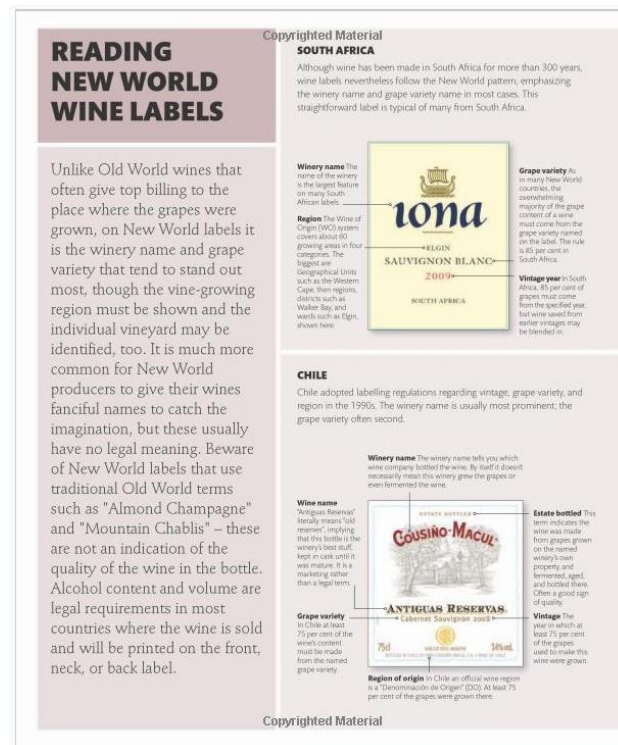 Copyrighted Material
READING
NEW WORLD
WINE LABELS
Unlike Old World wines that
often give top billing to the
place where the grapes were
grown, on New World labels it
is the winery name and grape
variety that tend to stand out
most, though the vine-growing
region must be shown and the
individual vineyard may be
identified, too. It is much more
common for New World
producers to give their wines
fanciful names to catch the
imagination, but these usually
have no legal meaning. Beware
of New World labels that use
traditional Old World terms
such as "Almond Champagne"
and "Mountain Chablis" – these
are not an indication of the
quality of the wine in the bottle.
Alcohol content and volume are
legal requirements in most
countries where the wine is sold
and will be printed on the front,
neck, or back label.
SOUTH AFRICA
Although wine has been made in South Africa for more than 300 years,
wine labels nevertheless follow the New World pattern, emphasizing
the winery name and grape variety name in most cases. This
straightforward label is typical of many from South Africa.
Winery name The
name of the winery
is the largest feature
on many South
African labels.
Region The Wine of
Origin (WO) system
covers about 60
growing areas in four
categories. The
biggest are
Geographical Units
such as the Western
Cape, then regions,
districts such as
Walker Bay, and
wards such as Elgin,
shown here.
iona
ELGIN
SAUVIGNON BLANC
2009
SOUTH AFRICA
Grape variety As
in many New World
countries, the
overwhelming
majority of the grape
content of a wine
must come from the
grape variety named
on the label. The rule
is 85 per cent in
South Africa.
Vintage year In South
Africa, 85 per cent of
grapes must come
from the specified year,
but wine saved from
earlier vintages may
be blended in.
CHILE
Chile adopted labelling regulations regarding vintage, grape variety, and
region in the 1990s. The winery name is usually most prominent; the
grape variety often second.
Winery name The winery name tells you which
wine company bottled the wine. By itself it doesn't
necessarily mean this winery grew the grapes or
even fermented the wine.
Wine name
"Antiguas Reservas"
literally means "old
reserves", implying
that this bottle is the
winery's best stuff,
kept in cask until it
was mature. It is a
marketing rather
than a legal term.
Grape variety
In Chile at least
75 per cent of the
wine's content
must be made
from the named
grape variety.
ESTATE BOTTLED
COUSIÑO-MACUL
ANTIGUAS RESERVAS
Cabernet Sauvignon 2008
75cl
VALLE DEL MAIPO
14%vol.
Estate bottled This
term indicates the
wine was made
from grapes grown
on the named
winery's own
property, and
fermented, aged,
and bottled there.
Often a good sign
of quality.
Vintage The
year in which at
least 75 per cent
of the grapes
used to make this
wine were grown.
Region of origin In Chile an official wine region
is a "Denominación de Origen" (DO). At least 75
per cent of the grapes were grown there.
Copyrighted Material